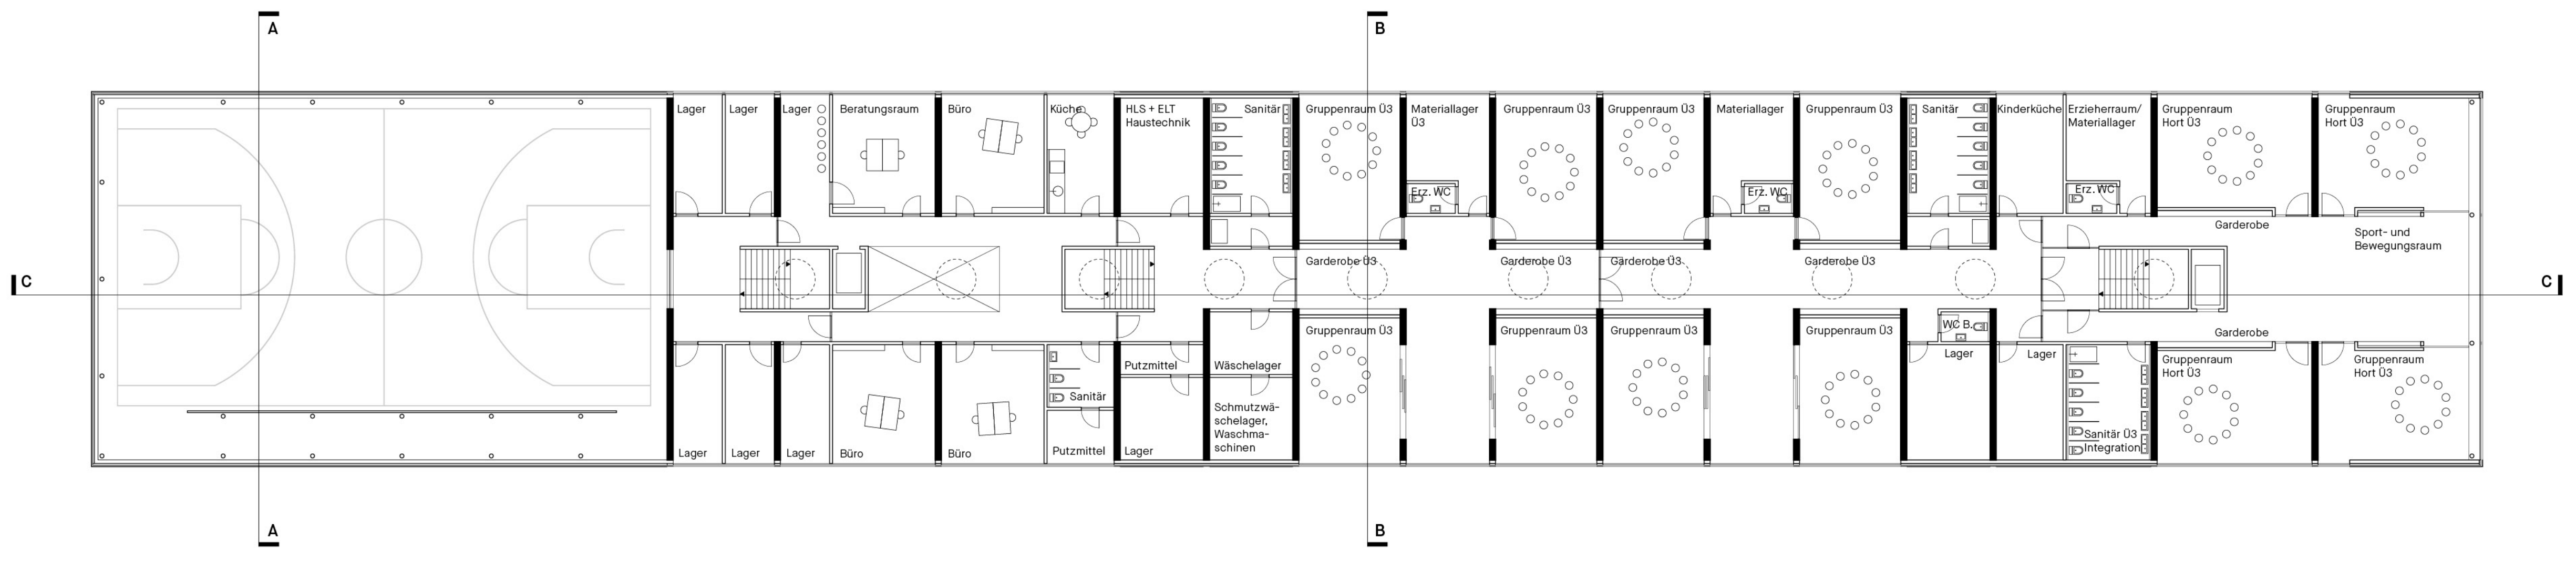 A
B
Lager
Lager
Lager
Beratungsraum
Büro
Küche
HLS + ELT
Haustechnik
Sanitär
Gruppenraum Ü3
Materiallager
Ü3
Gruppenraum Ü3
Gruppenraum Ü3
Materiallager
Gruppenraum Ü3
Sanitär
Kinderküche
Erzieherraum/
Materiallager
Gruppenraum
Hort Ü3
Gruppenraum
Hort Ü3
Erz. WC
Erz. WC
Erz. WC
Garderobe
Sport- und
Bewegungsraum
Garderobe Ü3
Garderobe Ü3
Garderobe Ü3
Garderobe Ü3
C
C
Gruppenraum Ü3
Gruppenraum Ü3
Gruppenraum Ü3
Gruppenraum Ü3
WC B.
Garderobe
Lager
Lager
Gruppenraum
Hort Ü3
Gruppenraum
Hort Ü3
Putzmittel
Wäschelager
Sanitär
Schmutzwä-
schelager,
Waschma-
schinen
Sanitär Ü3
Integration
Lager
Lager
Lager
Büro
Büro
Putzmittel
Lager
A
B